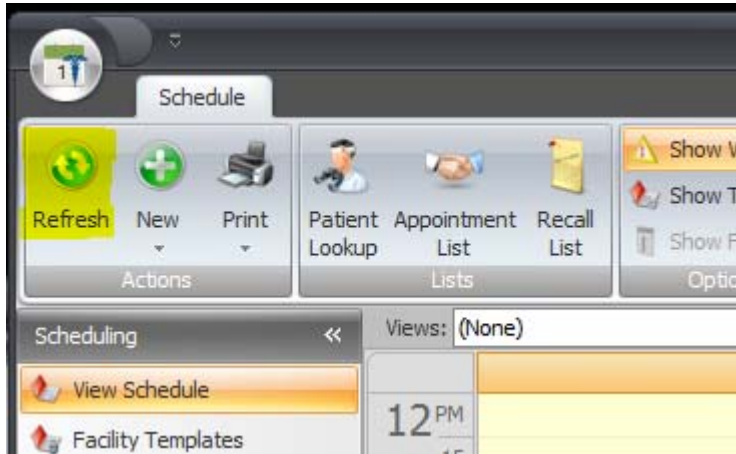 1
Schedule
Refresh New Print
Patient Lookup Appointment List Recall List
Show
Show
Show
Actions Lists
Scheduling «
Views: (None)
View Schedule
12 PM
Facility Templates